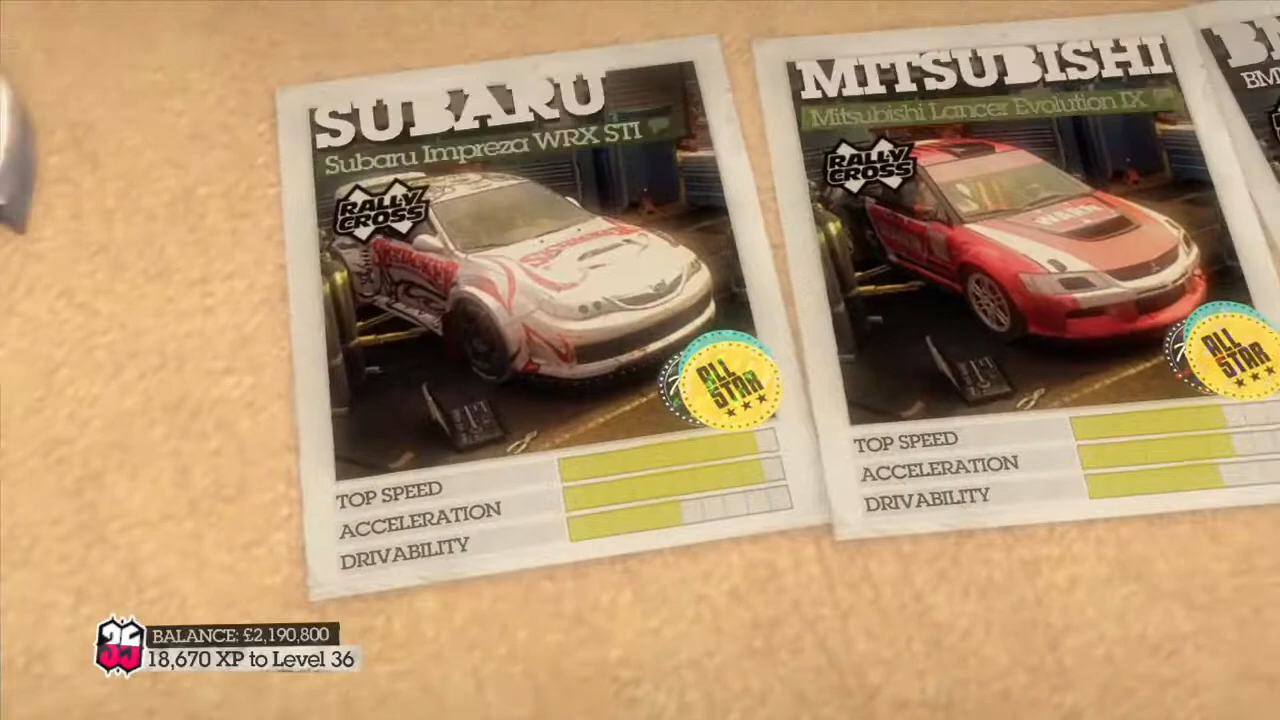 SUBARU
Subaru Impreza WRX STI
RALLY
CROSS
ALL
STAR
TOP SPEED
ACCELERATION
DRIVABILITY
MITSUBISHI
Mitsubishi Lancer Evolution IX
RALLY
CROSS
ALL
STAR
TOP SPEED
ACCELERATION
DRIVABILITY
BM
35
BALANCE: £2,190,800
18,670 XP to Level 36